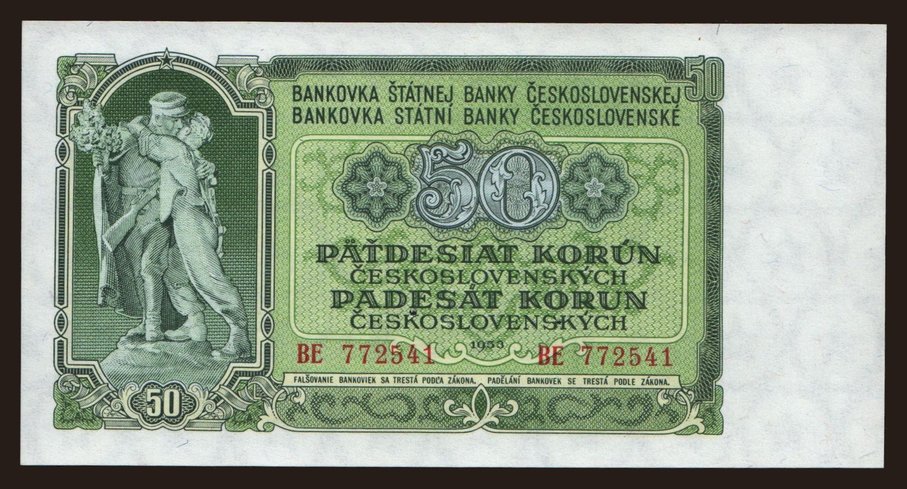 50
BANKOVKA ŠTÁTNEJ BANKY ČESKOSLOVENSKEJ
BANKOVKA STÁTNÍ BANKY ČESKOSLOVENSKÉ
50
PÄŤDESIAT KORÚN
ČESKOSLOVENSKÝCH
PADESÁT KORUN
ČESKOSLOVENSKÝCH
1953
BE 772541 BE 772541
FALŠOVANIE BANKOVIEK SA TRESTÁ PODĽA ZÁKONA. PADĚLÁNÍ BANKOVEK SE TRESTÁ PODLE ZÁKONA.
50